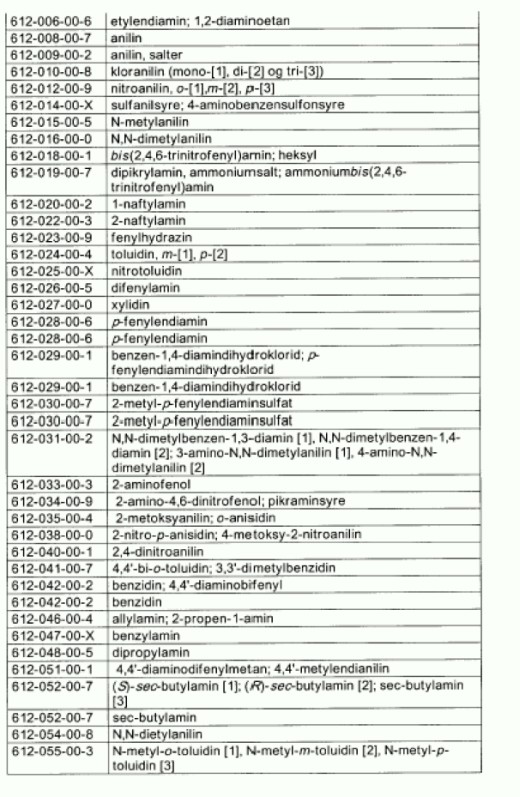 612-006-00-6 etylendiamin; 1,2-diaminoetan
612-008-00-7 anilin
612-009-00-2 anilin, salter
612-010-00-8 kloranilin (mono-[1], di-[2] og tri-[3])
612-012-00-9 nitroanilin, o-[1],m-[2], p-[3]
612-014-00-X sulfanilsyre; 4-aminobenzensulfonsyre
612-015-00-5 N-metylanilin
612-016-00-0 N,N-dimetylanilin
612-018-00-1 bis(2,4,6-trinitrofenyl)amin; heksyl
612-019-00-7 dipikrylamin, ammoniumsalt; ammoniumbis(2,4,6-
trinitrofenyl)amin
612-020-00-2 1-naftylamin
612-022-00-3 2-naftylamin
612-023-00-9 fenylhydrazin
612-024-00-4 toluidin, m-[1], p-[2]
612-025-00-X nitrotoluidin
612-026-00-5 difenylamin
612-027-00-0 xylidin
612-028-00-6 p-fenylendiamin
612-028-00-6 p-fenylendiamin
612-029-00-1 benzen-1,4-diamindihydroklorid; p-
fenylendiamindihydroklorid
612-029-00-1 benzen-1,4-diamindihydroklorid
612-030-00-7 2-metyl-p-fenylendiaminsulfat
612-030-00-7 2-metyl-p-fenylendiaminsulfat
612-031-00-2 N,N-dimetylbenzen-1,3-diamin [1], N,N-dimetylbenzen-1,4-
diamin [2]; 3-amino-N,N-dimetylanilin [1], 4-amino-N,N-
dimetylanilin [2]
612-033-00-3 2-aminofenol
612-034-00-9 2-amino-4,6-dinitrofenol; pikraminsyre
612-035-00-4 2-metoksyanilin; o-anisidin
612-038-00-0 2-nitro-p-anisidin; 4-metoksy-2-nitroanilin
612-040-00-1 2,4-dinitroanilin
612-041-00-7 4,4'-bi-o-toluidin; 3,3'-dimetylbenzidin
612-042-00-2 benzidin; 4,4'-diaminobifenyl
612-042-00-2 benzidin
612-046-00-4 allylamin; 2-propen-1-amin
612-047-00-X benzylamin
612-048-00-5 dipropylamin
612-051-00-1 4,4'-diaminodifenylmetan; 4,4'-metylendianilin
612-052-00-7 (S)-sec-butylamin [1]; (R)-sec-butylamin [2]; sec-butylamin
[3]
612-052-00-7 sec-butylamin
612-054-00-8 N,N-dietylanilin
612-055-00-3 N-metyl-o-toluidin [1], N-metyl-m-toluidin [2], N-metyl-p-
toluidin [3]